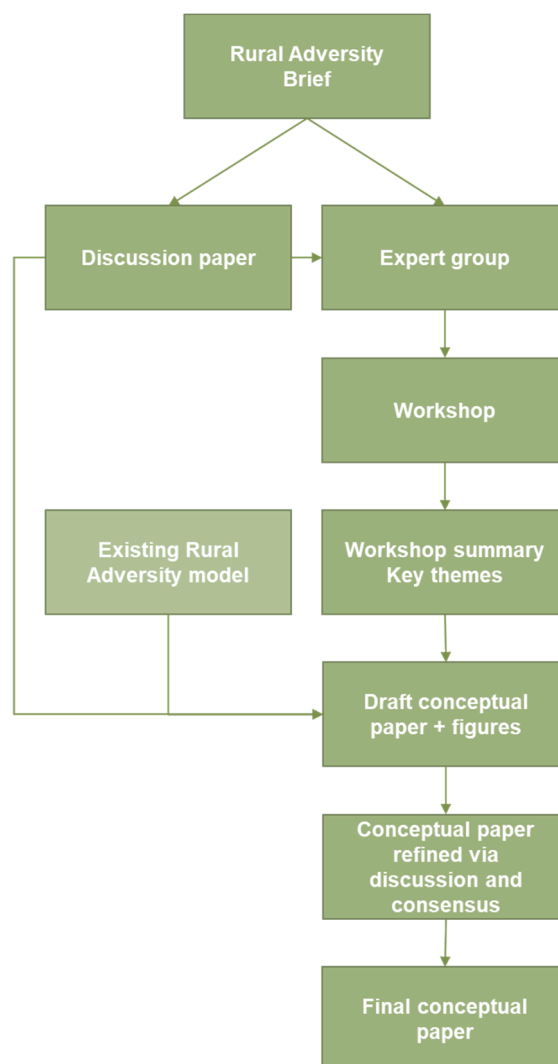 Rural Adversity
Brief
Discussion paper
Expert group
Workshop
Existing Rural
Adversity model
Workshop summary
Key themes
Draft conceptual
paper + figures
Conceptual paper
refined via
discussion and
consensus
Final conceptual
paper